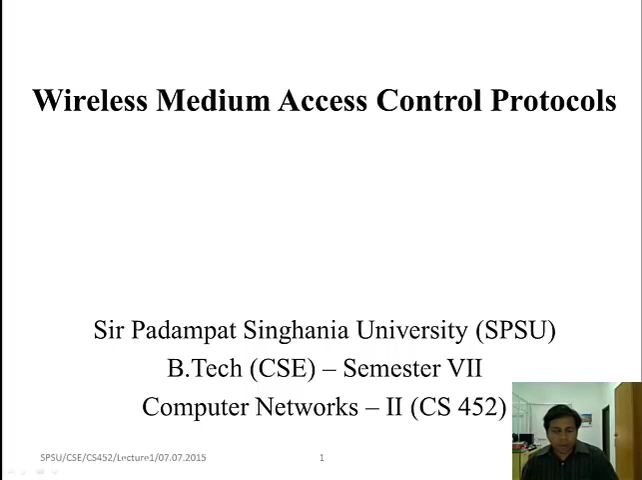 Wireless Medium Access Control Protocols
Sir Padampat Singhania University (SPSU)
B.Tech (CSE) – Semester VII
Computer Networks – II (CS 452)
SPSU/CSE/CS452/Lecture1/07.07.2015 1